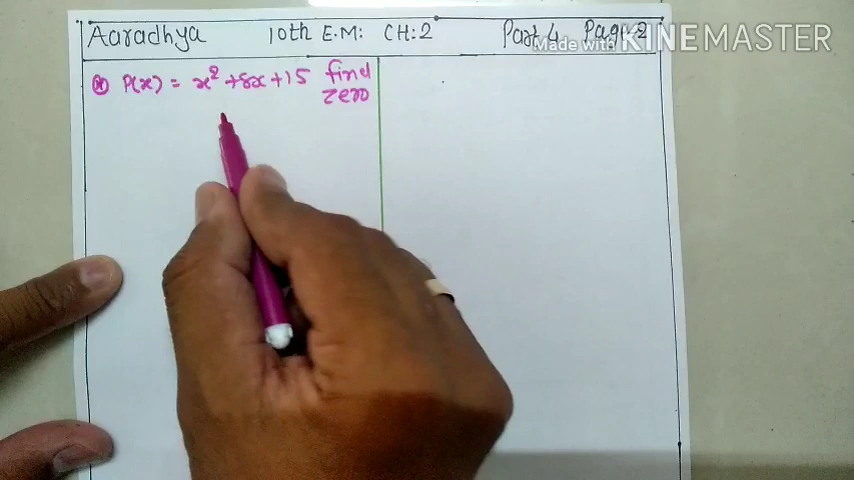 Aaradhya 10th E.M: CH:2 Part 4 Page-2
Made with KINEMASTER
* P(x) = x² + 8x + 15 find
zero